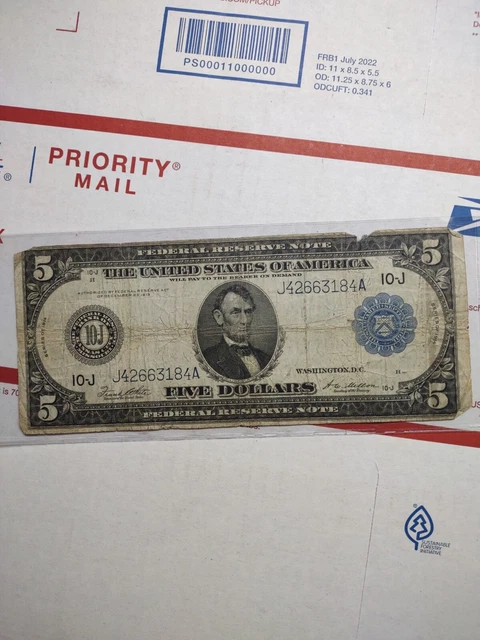 PS00011000000
FRB1 July 2022
ID: 11 x 8.5 x 5.5
OD: 11.25 x 8.75 x 6
ODCUFT: 0.341
PRIORITY®
MAIL
FEDERAL RESERVE NOTE
5 5
10-J THE UNITED STATES OF AMERICA
WILL PAY TO THE BEARER ON DEMAND
J42663184A 10-J
10J
10-J J42663184A
WASHINGTON, D.C.
FIVE DOLLARS
10-J
5 5
FEDERAL RESERVE NOTE
SUSTAINABLE
FORESTRY
INITIATIVE